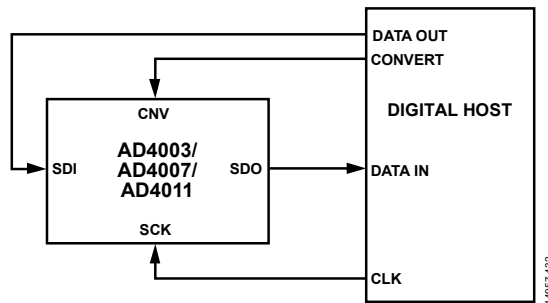 DATA OUT
CONVERT
DIGITAL HOST
CNV
AD4003/
AD4007/
AD4011
SDI
SDO
DATA IN
SCK
CLK